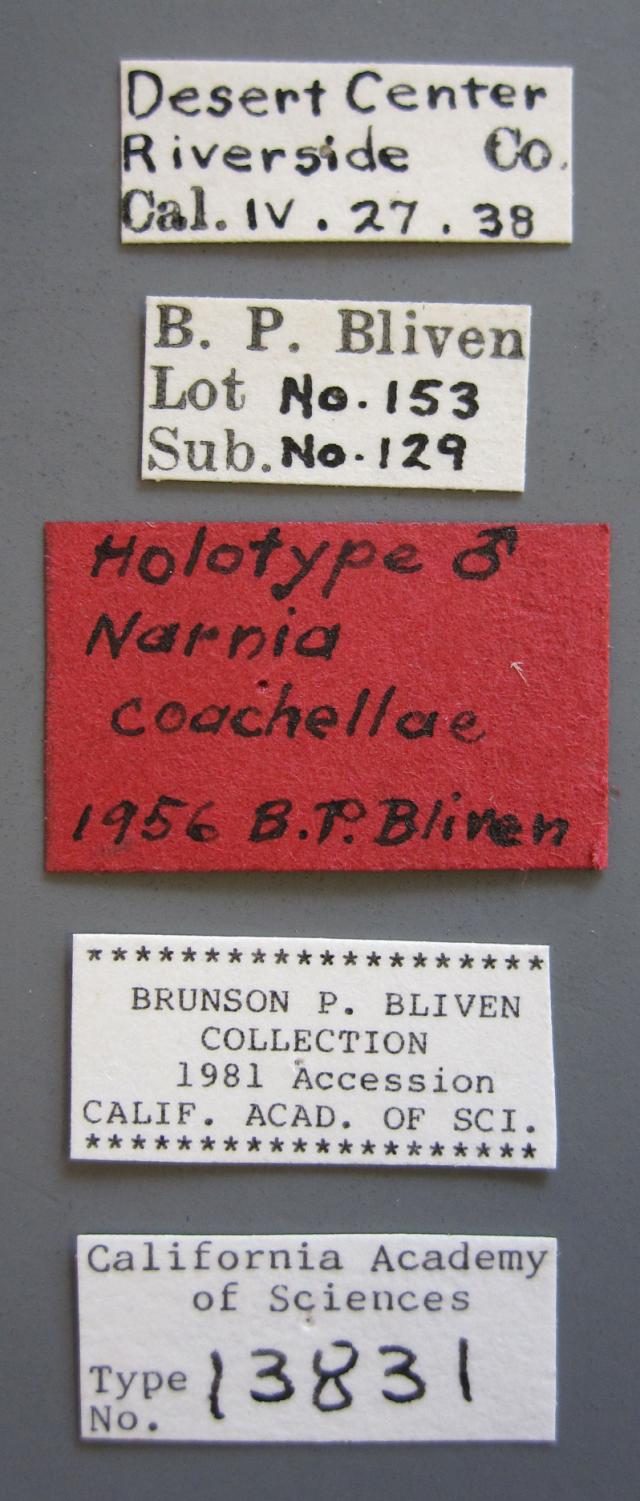 Desert Center
Riverside Co.
Cal. IV. 27. 38
B. P. Bliven
Lot No. 153
Sub. No. 129
Holotype ♂
Narnia
coachellae
1956 B.P. Bliven
********************
BRUNSON P. BLIVEN
COLLECTION
1981 Accession
CALIF. ACAD. OF SCI.
********************
California Academy
of Sciences
Type 13831
No.